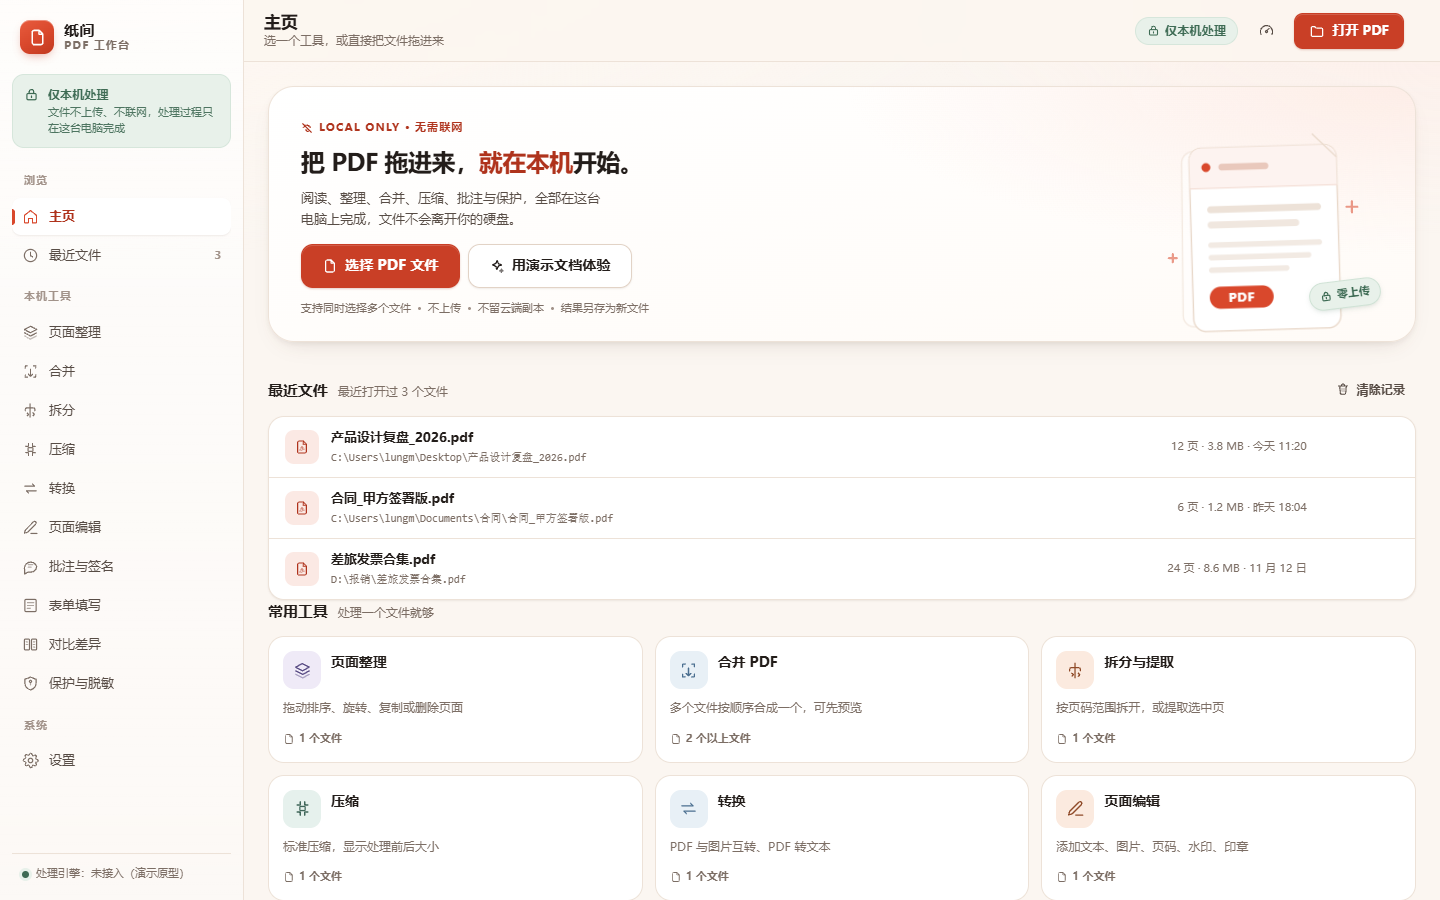 纸间
PDF 工作台
仅本机处理
文件不上传、不联网，处理过程只
在这台电脑完成
浏览
主页
最近文件 3
本机工具
页面整理
合并
拆分
压缩
转换
页面编辑
批注与签名
表单填写
对比差异
保护与脱敏
系统
设置
处理引擎：未接入（演示原型）
主页
选一个工具，或直接把文件拖进来
仅本机处理
打开 PDF
LOCAL ONLY • 无需联网
把 PDF 拖进来，就在本机开始。
阅读、整理、合并、压缩、批注与保护，全部在这台
电脑上完成，文件不会离开你的硬盘。
选择 PDF 文件
用演示文档体验
支持同时选择多个文件 • 不上传 • 不留云端副本 • 结果另存为新文件
PDF
零上传
最近文件 最近打开过 3 个文件
清除记录
产品设计复盘_2026.pdf
C:\Users\lungm\Desktop\产品设计复盘_2026.pdf
12 页 · 3.8 MB · 今天 11:20
合同_甲方签署版.pdf
C:\Users\lungm\Documents\合同\合同_甲方签署版.pdf
6 页 · 1.2 MB · 昨天 18:04
差旅发票合集.pdf
D:\报销\差旅发票合集.pdf
24 页 · 8.6 MB · 11 月 12 日
常用工具 处理一个文件就够
页面整理
拖动排序、旋转、复制或删除页面
1 个文件
合并 PDF
多个文件按顺序合成一个，可先预览
2 个以上文件
拆分与提取
按页码范围拆开，或提取选中页
1 个文件
压缩
标准压缩，显示处理前后大小
1 个文件
转换
PDF 与图片互转、PDF 转文本
1 个文件
页面编辑
添加文本、图片、页码、水印、印章
1 个文件